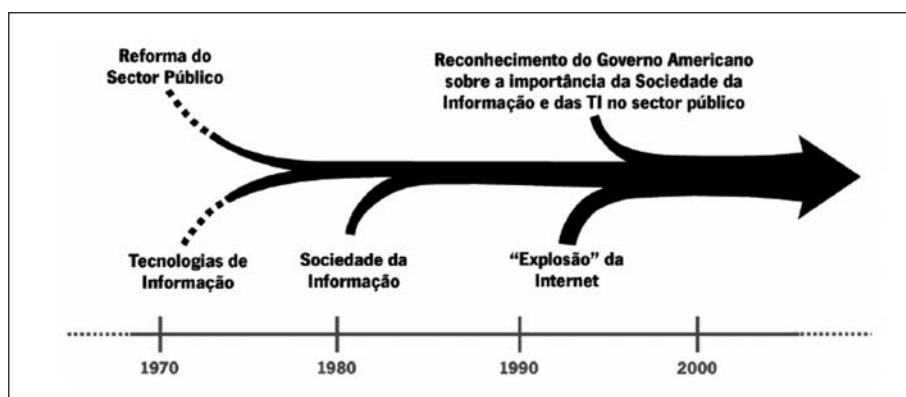 Reforma do
Sector Público
Reconhecimento do Governo Americano
sobre a importância da Sociedade da
Informação e das TI no sector público
Tecnologias de
Informação
Sociedade da
Informação
“Explosão” da
Internet
1970
1980
1990
2000